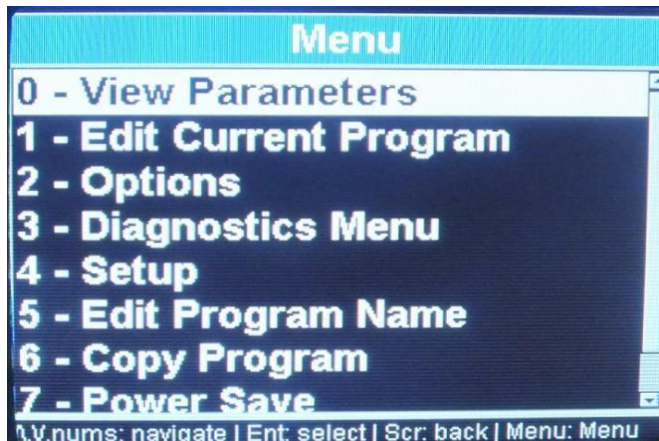 Menu
0 - View Parameters
1 - Edit Current Program
2 - Options
3 - Diagnostics Menu
4 - Setup
5 - Edit Program Name
6 - Copy Program
7 - Power Save
Λ,V,nums: navigate | Ent: select | Scr: back | Menu: Menu